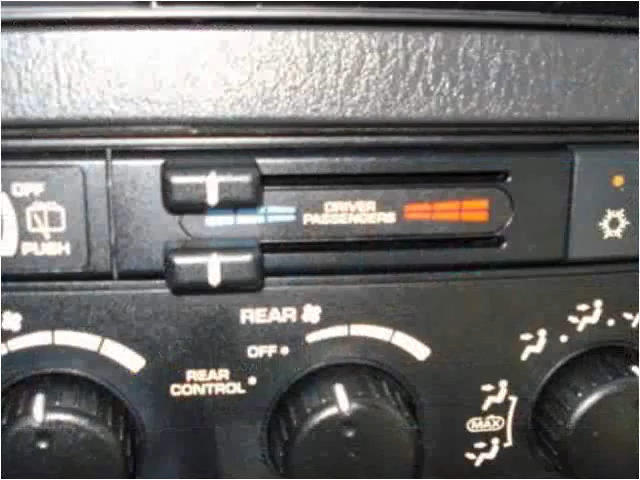 OFF
PUSH
DRIVER
PASSENGERS
REAR
OFF
REAR
CONTROL
MAX